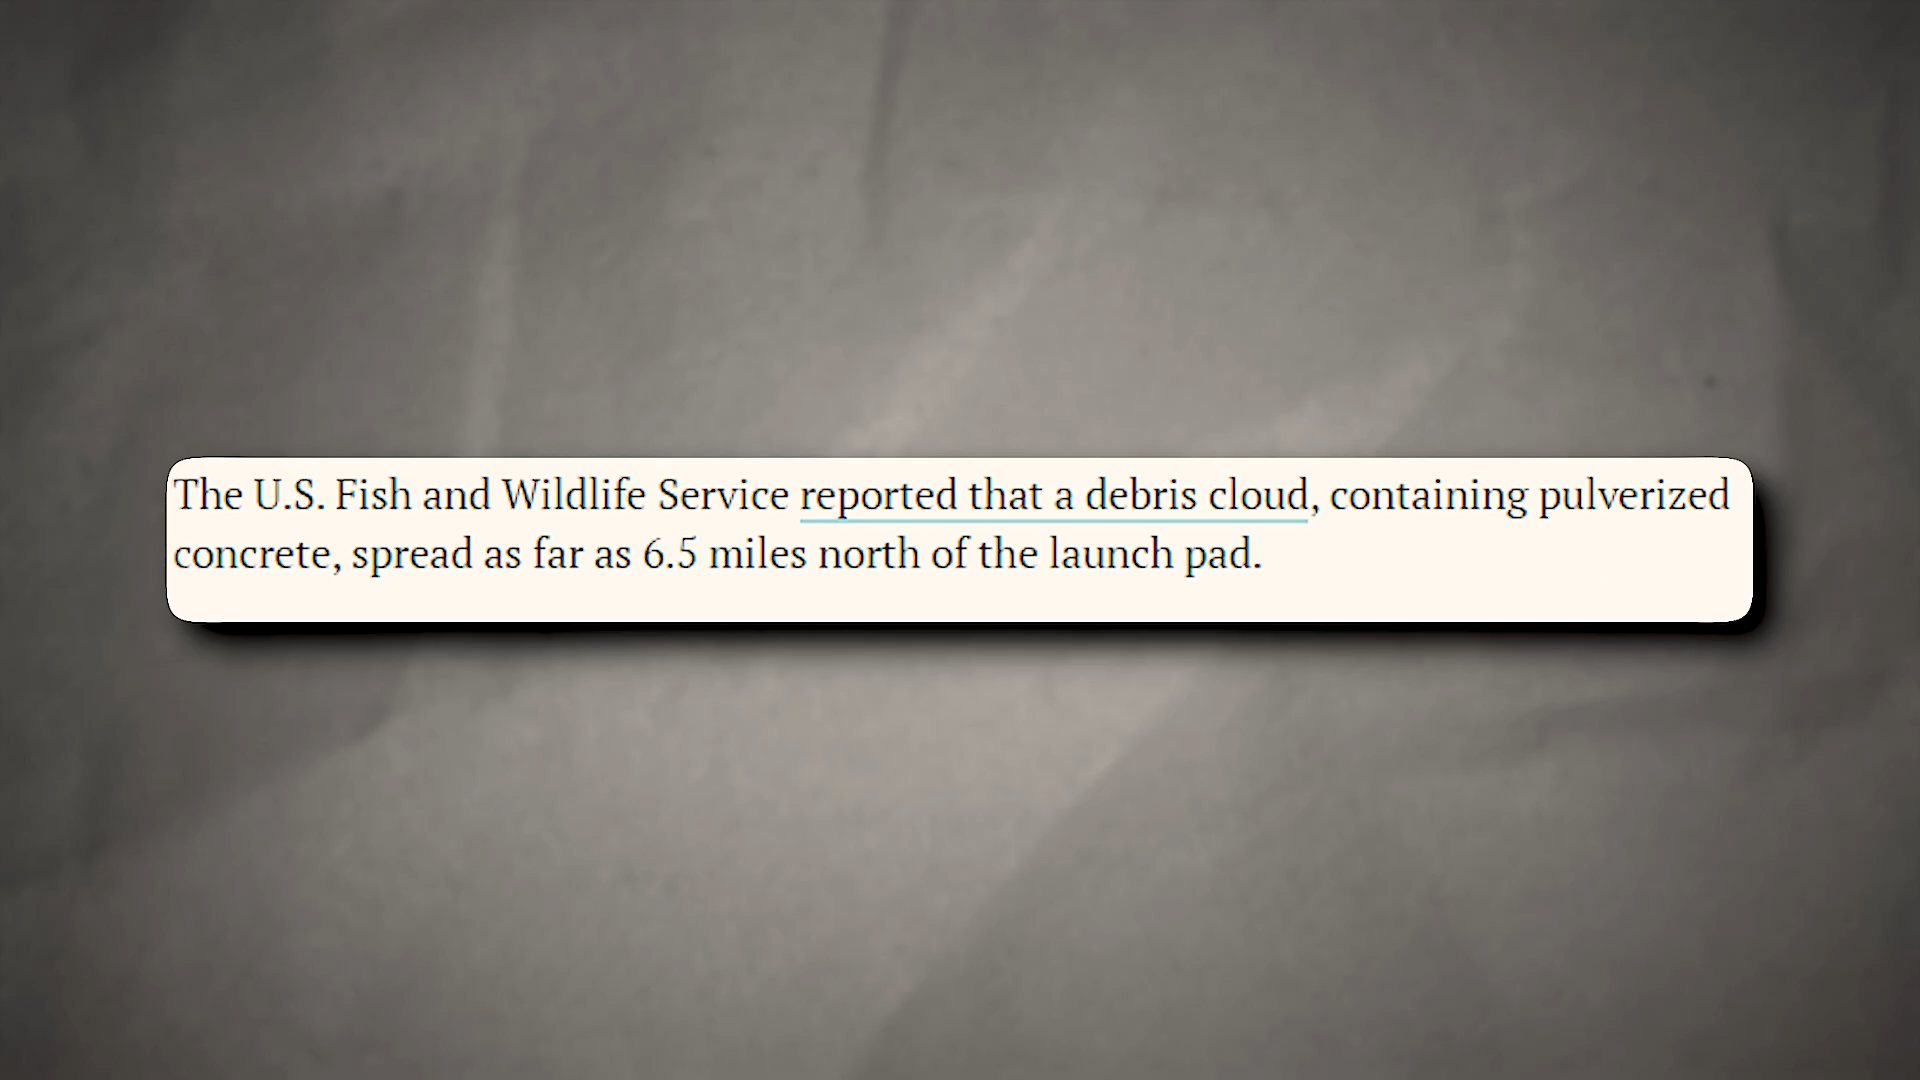 The U.S. Fish and Wildlife Service reported that a debris cloud, containing pulverized
concrete, spread as far as 6.5 miles north of the launch pad.